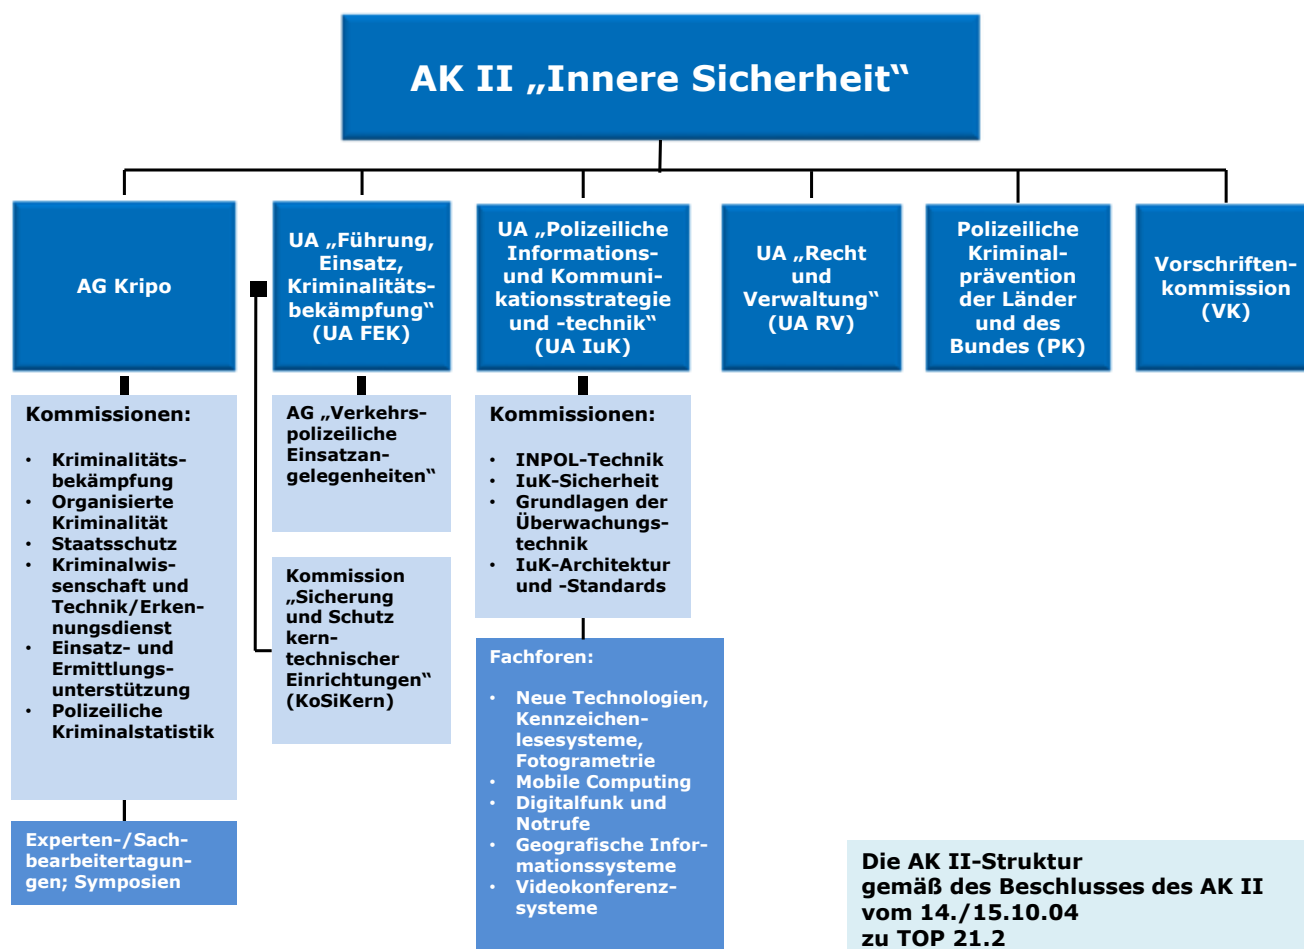 AK II „Innere Sicherheit“
AG Kripo
UA „Führung,
Einsatz,
Kriminalitäts-
bekämpfung“
(UA FEK)
UA „Polizeiliche
Informations-
und Kommuni-
kationsstrategie
und -technik“
(UA IuK)
UA „Recht
und
Verwaltung“
(UA RV)
Polizeiliche
Kriminal-
prävention
der Länder
und des
Bundes (PK)
Vorschriften-
kommission
(VK)
Kommissionen:
• Kriminalitäts-
bekämpfung
• Organisierte
Kriminalität
• Staatsschutz
• Kriminalwis-
senschaft und
Technik/Erken-
nungsdienst
• Einsatz- und
Ermittlungs-
unterstützung
• Polizeiliche
Kriminalstatistik
Experten-/Sach-
bearbeitertagun-
gen; Symposien
AG „Verkehrs-
polizeiliche
Einsatzan-
gelegenheiten“
Kommission
„Sicherung
und Schutz
kern-
technischer
Einrichtungen“
(KoSiKern)
Kommissionen:
• INPOL-Technik
• IuK-Sicherheit
• Grundlagen der
Überwachungs-
technik
• IuK-Architektur
und -Standards
Fachforen:
• Neue Technologien,
Kennzeichen-
lesesysteme,
Fotogrametrie
• Mobile Computing
• Digitalfunk und
Notrufe
• Geografische Infor-
mationssysteme
• Videokonferenz-
systeme
Die AK II-Struktur
gemäß des Beschlusses des AK II
vom 14./15.10.04
zu TOP 21.2